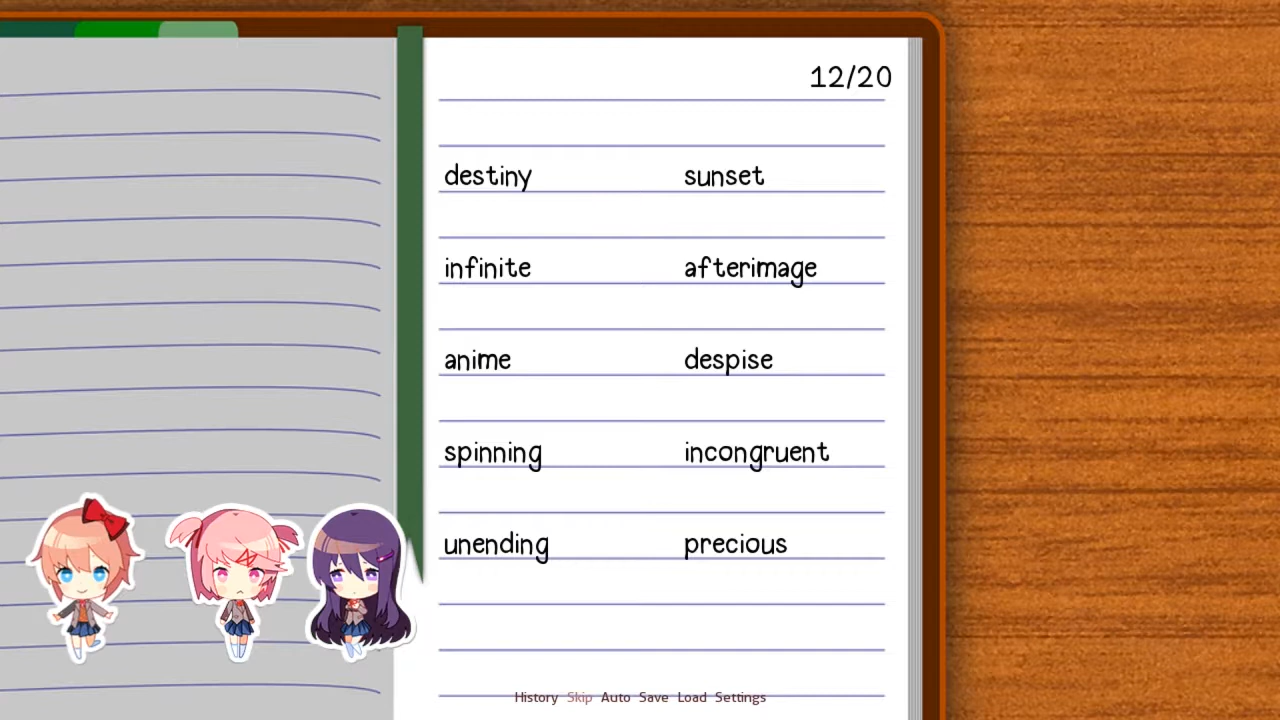 12/20
destiny sunset
infinite afterimage
anime despise
spinning incongruent
unending precious
History Skip Auto Save Load Settings